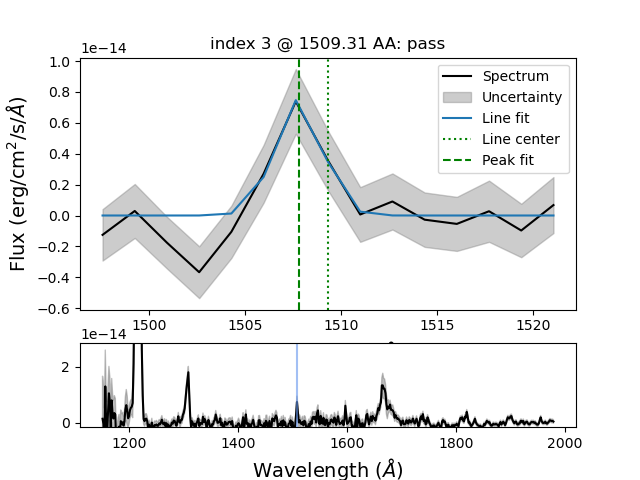 index 3 @ 1509.31 AA: pass
1e−14
1.0
0.8
0.6
0.4
0.2
0.0
−0.2
−0.4
−0.6
Flux (erg/cm²/s/Å)
Spectrum
Uncertainty
Line fit
Line center
Peak fit
1500 1505 1510 1515 1520
1e−14
2
0
1200 1400 1600 1800 2000
Wavelength (Å)